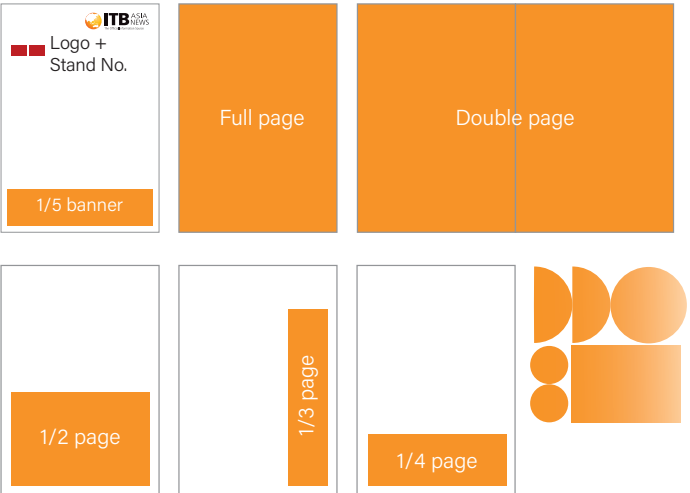 ITB ASIA
NEWS
Logo +
Stand No.
1/5 banner
Full page
Double page
1/2 page
1/3 page
1/4 page